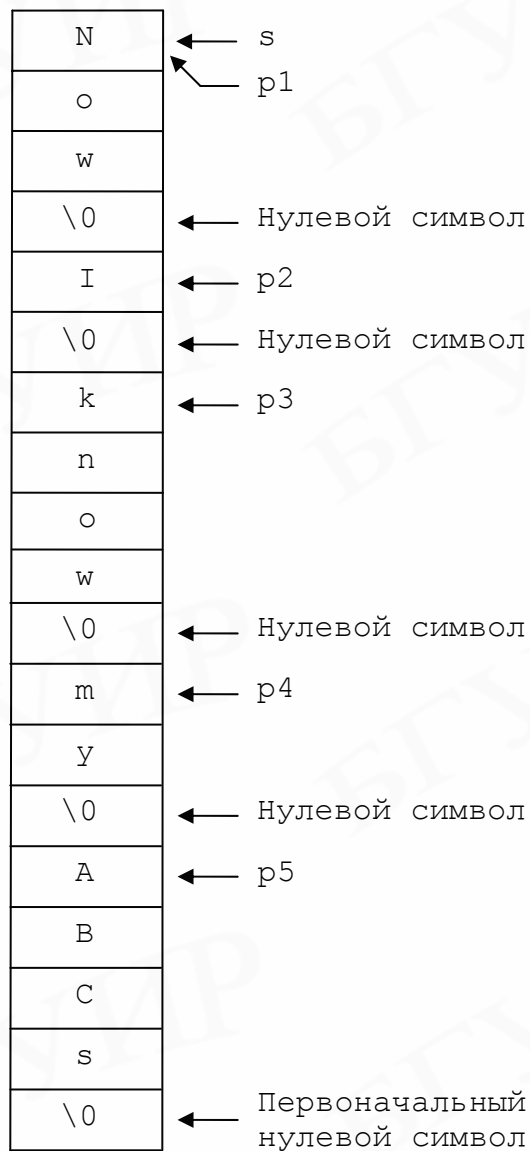 N s
p1
o
w
\0 Нулевой символ
I p2
\0 Нулевой символ
k p3
n
o
w
\0 Нулевой символ
m p4
y
\0 Нулевой символ
A p5
B
C
s
\0 Первоначальный
нулевой символ